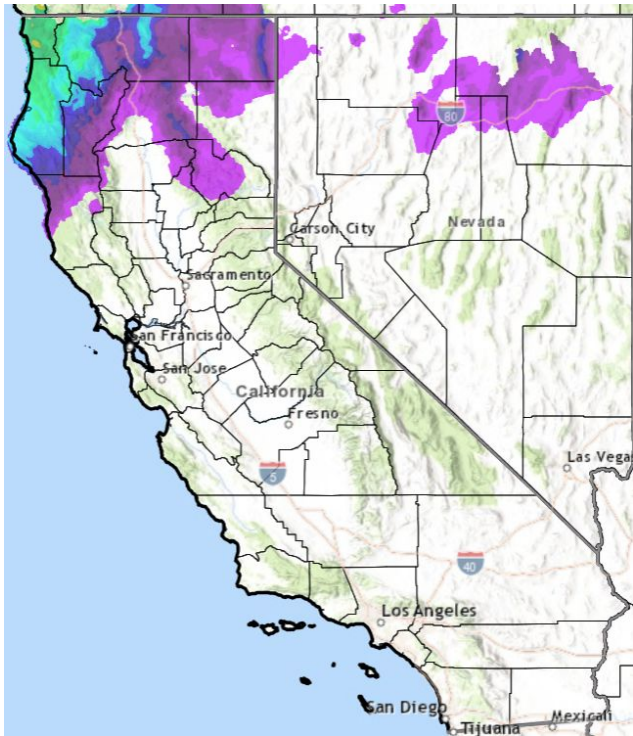 80
Carson City
Nevada
Sacramento
San Francisco
San Jose
California
Fresno
Las Vegas
5
40
Los Angeles
San Diego
Mexicali
Tijuana